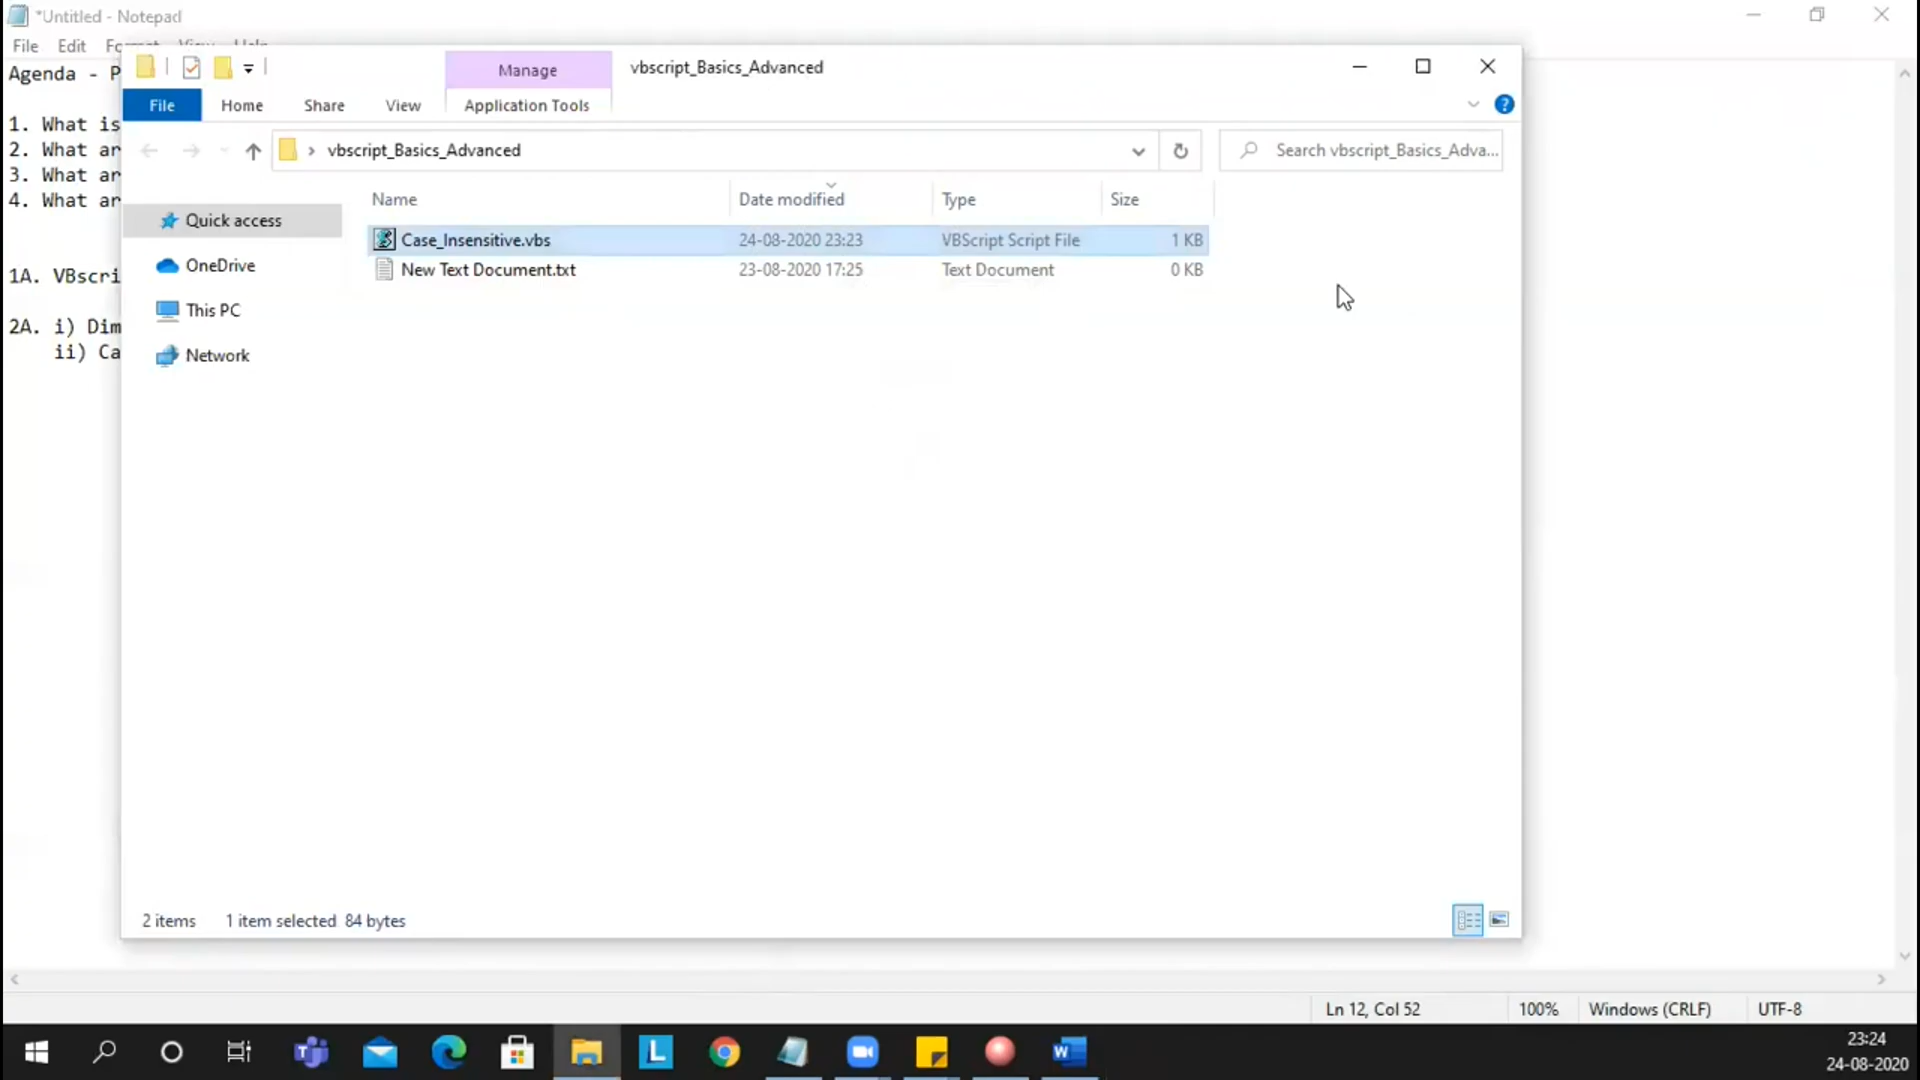 *Untitled - Notepad
File Edit Format View Help
Agenda - P
1. What is
2. What ar
3. What ar
4. What ar
1A. VBscri
2A. i) Dim
ii) Ca
Manage
vbscript_Basics_Advanced
File Home Share View Application Tools
?
vbscript_Basics_Advanced
Search vbscript_Basics_Adva...
Name Date modified Type Size
Case_Insensitive.vbs 24-08-2020 23:23 VBScript Script File 1 KB
New Text Document.txt 23-08-2020 17:25 Text Document 0 KB
Quick access
OneDrive
This PC
Network
2 items 1 item selected 84 bytes
Ln 12, Col 52 100% Windows (CRLF) UTF-8
L
W
23:24
24-08-2020